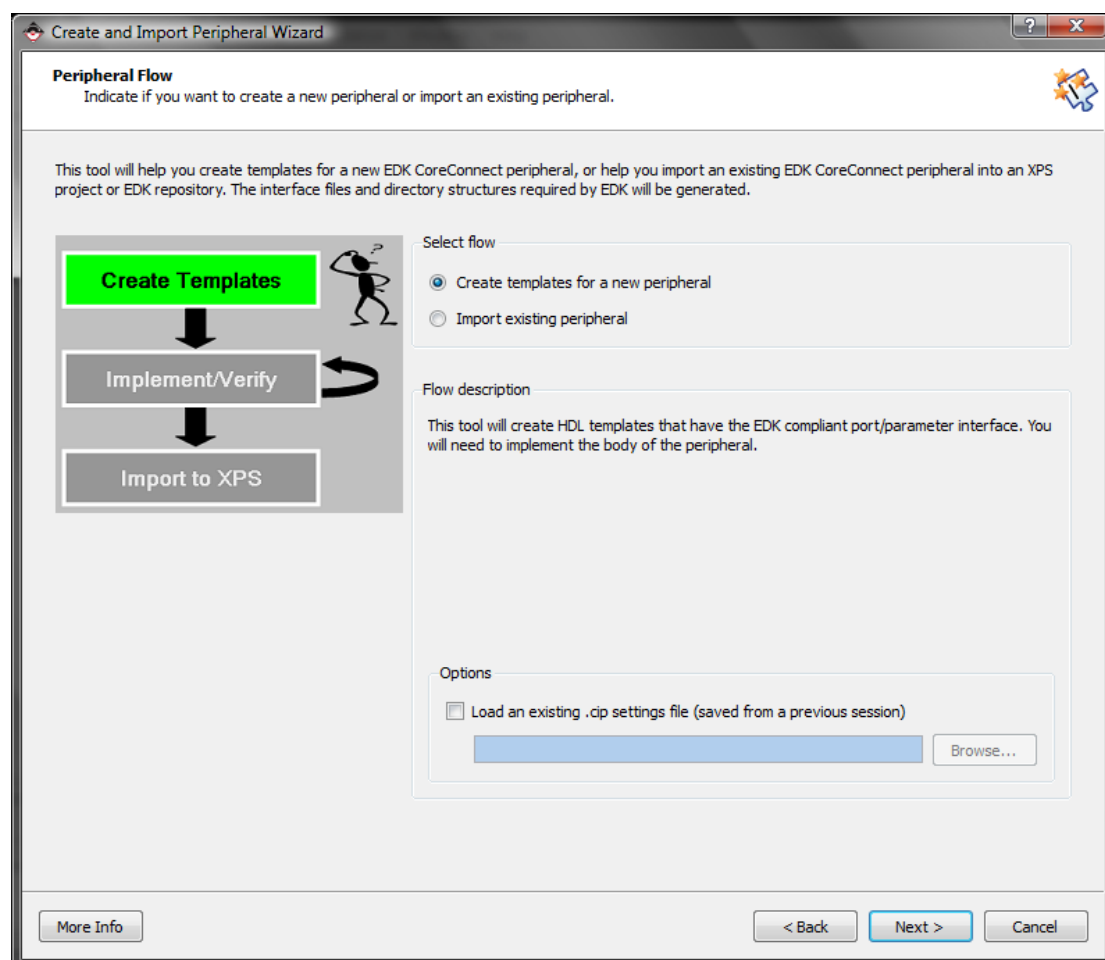 Create and Import Peripheral Wizard
Peripheral Flow
Indicate if you want to create a new peripheral or import an existing peripheral.
This tool will help you create templates for a new EDK CoreConnect peripheral, or help you import an existing EDK CoreConnect peripheral into an XPS
project or EDK repository. The interface files and directory structures required by EDK will be generated.
Create Templates
?
Implement/Verify
Import to XPS
Select flow
Create templates for a new peripheral
Import existing peripheral
Flow description
This tool will create HDL templates that have the EDK compliant port/parameter interface. You
will need to implement the body of the peripheral.
Options
Load an existing .cip settings file (saved from a previous session)
Browse...
More Info
< Back
Next >
Cancel